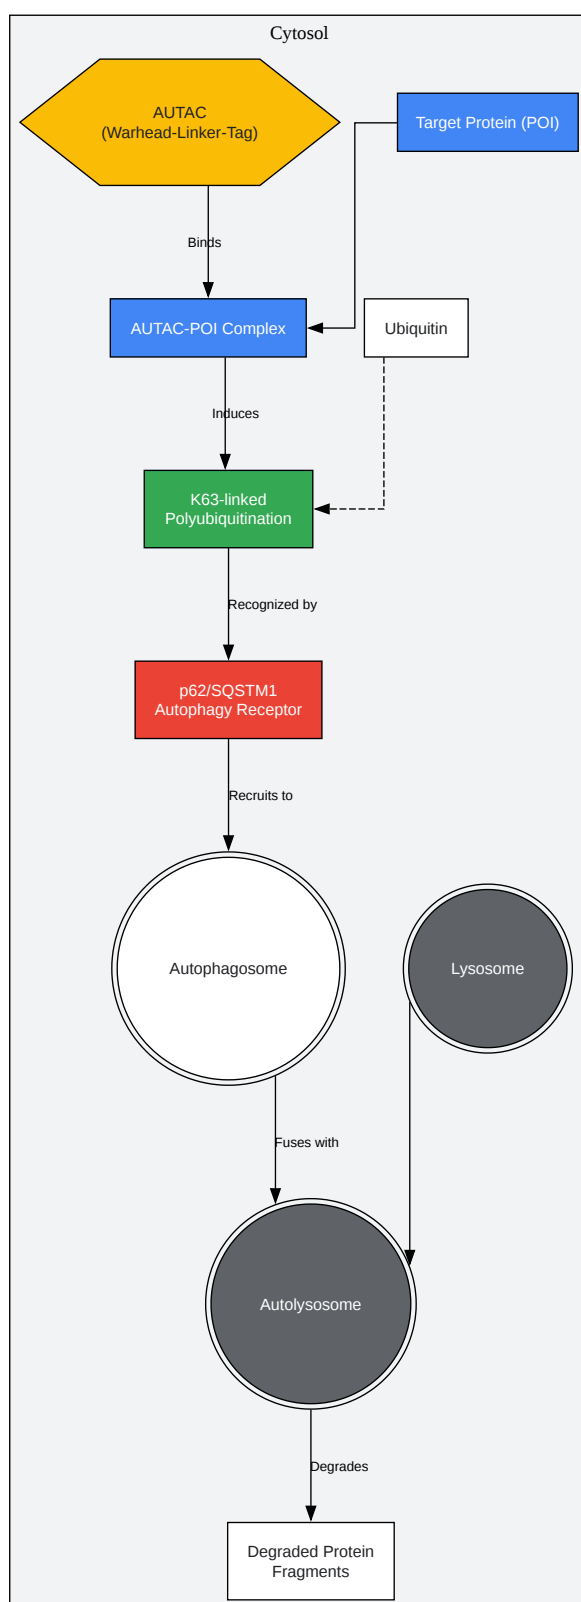 Cytosol
AUTAC
(Warhead-Linker-Tag)
Target Protein (POI)
Binds
AUTAC-POI Complex
Ubiquitin
Induces
K63-linked
Polyubiquitination
Recognized by
p62/SQSTM1
Autophagy Receptor
Recruits to
Autophagosome
Lysosome
Fuses with
Autolysosome
Degrades
Degraded Protein
Fragments